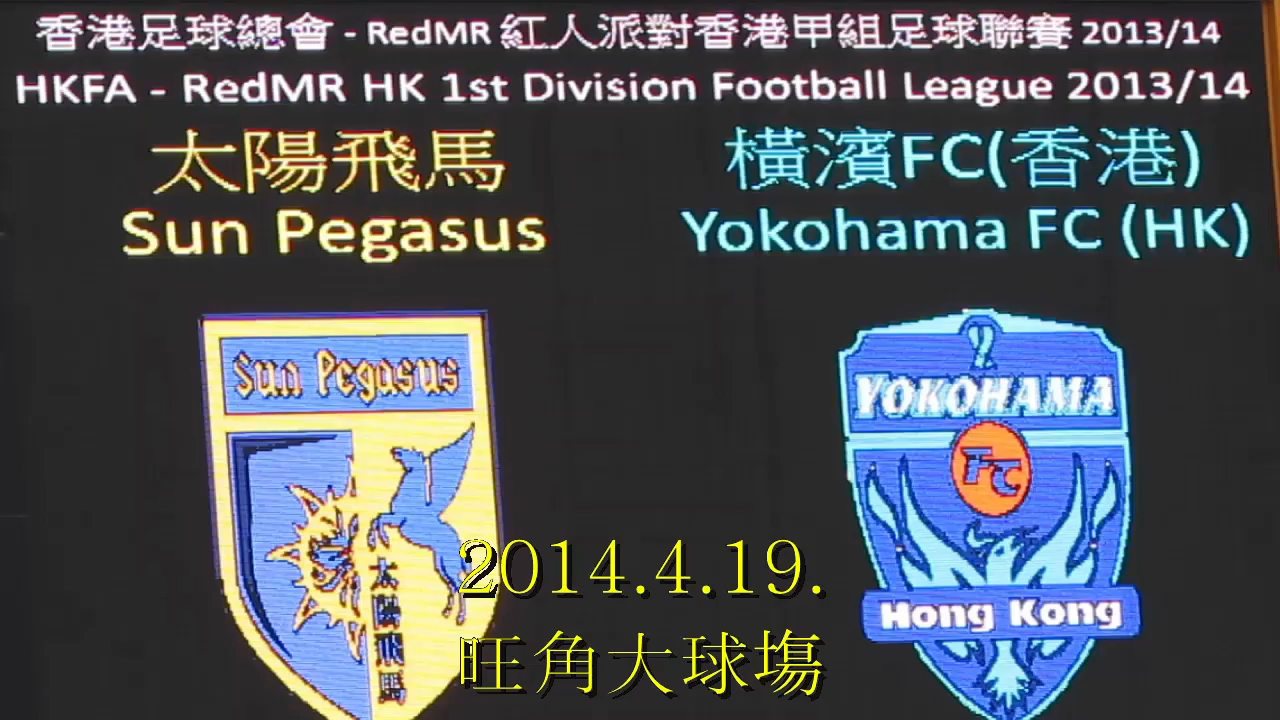 香港足球總會 - RedMR 紅人派對香港甲組足球聯賽 2013/14
HKFA - RedMR HK 1st Division Football League 2013/14
太陽飛馬
Sun Pegasus
橫濱FC(香港)
Yokohama FC (HK)
Sun Pegasus
太陽飛馬
YOKOHAMA
FC
Hong Kong
2014.4.19.
旺角大球塲